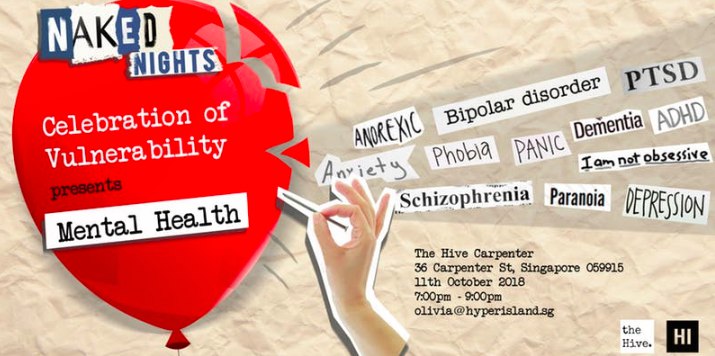 NAKED
NIGHTS
Celebration of
Vulnerability
presents
Mental Health
ANOREXIC
Bipolar disorder
PTSD
Anxiety
Phobia
PANIC
Dementia
ADHD
I am not obsessive
Schizophrenia
Paranoia
DEPRESSION
The Hive Carpenter
36 Carpenter St, Singapore 059915
11th October 2018
7:00pm - 9:00pm
olivia@hyperisland.sg
the
Hive.
HI